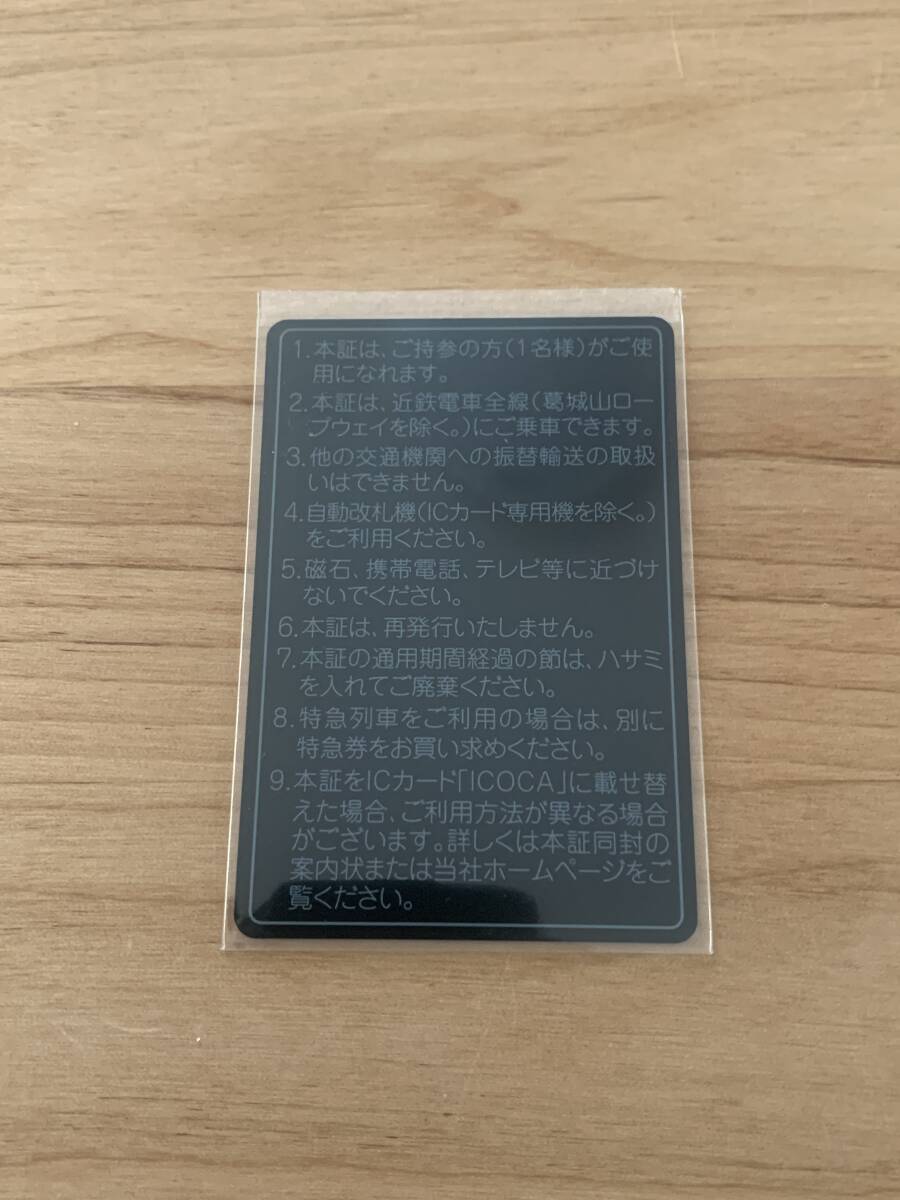 1.本証は、ご持参の方(1名様)がご使
用になれます。
2.本証は、近鉄電車全線(葛城山ロー
プウェイを除く。)にご乗車できます。
3.他の交通機関への振替輸送の取扱
いはできません。
4.自動改札機(ICカード専用機を除く。)
をご利用ください。
5.磁石、携帯電話、テレビ等に近づけ
ないでください。
6.本証は、再発行いたしません。
7.本証の通用期間経過の節は、ハサミ
を入れてご廃棄ください。
8.特急列車をご利用の場合は、別に
特急券をお買い求めください。
9.本証をICカード「ICOCA」に載せ替
えた場合、ご利用方法が異なる場合
がございます。詳しくは本証同封の
案内状または当社ホームページをご
覧ください。